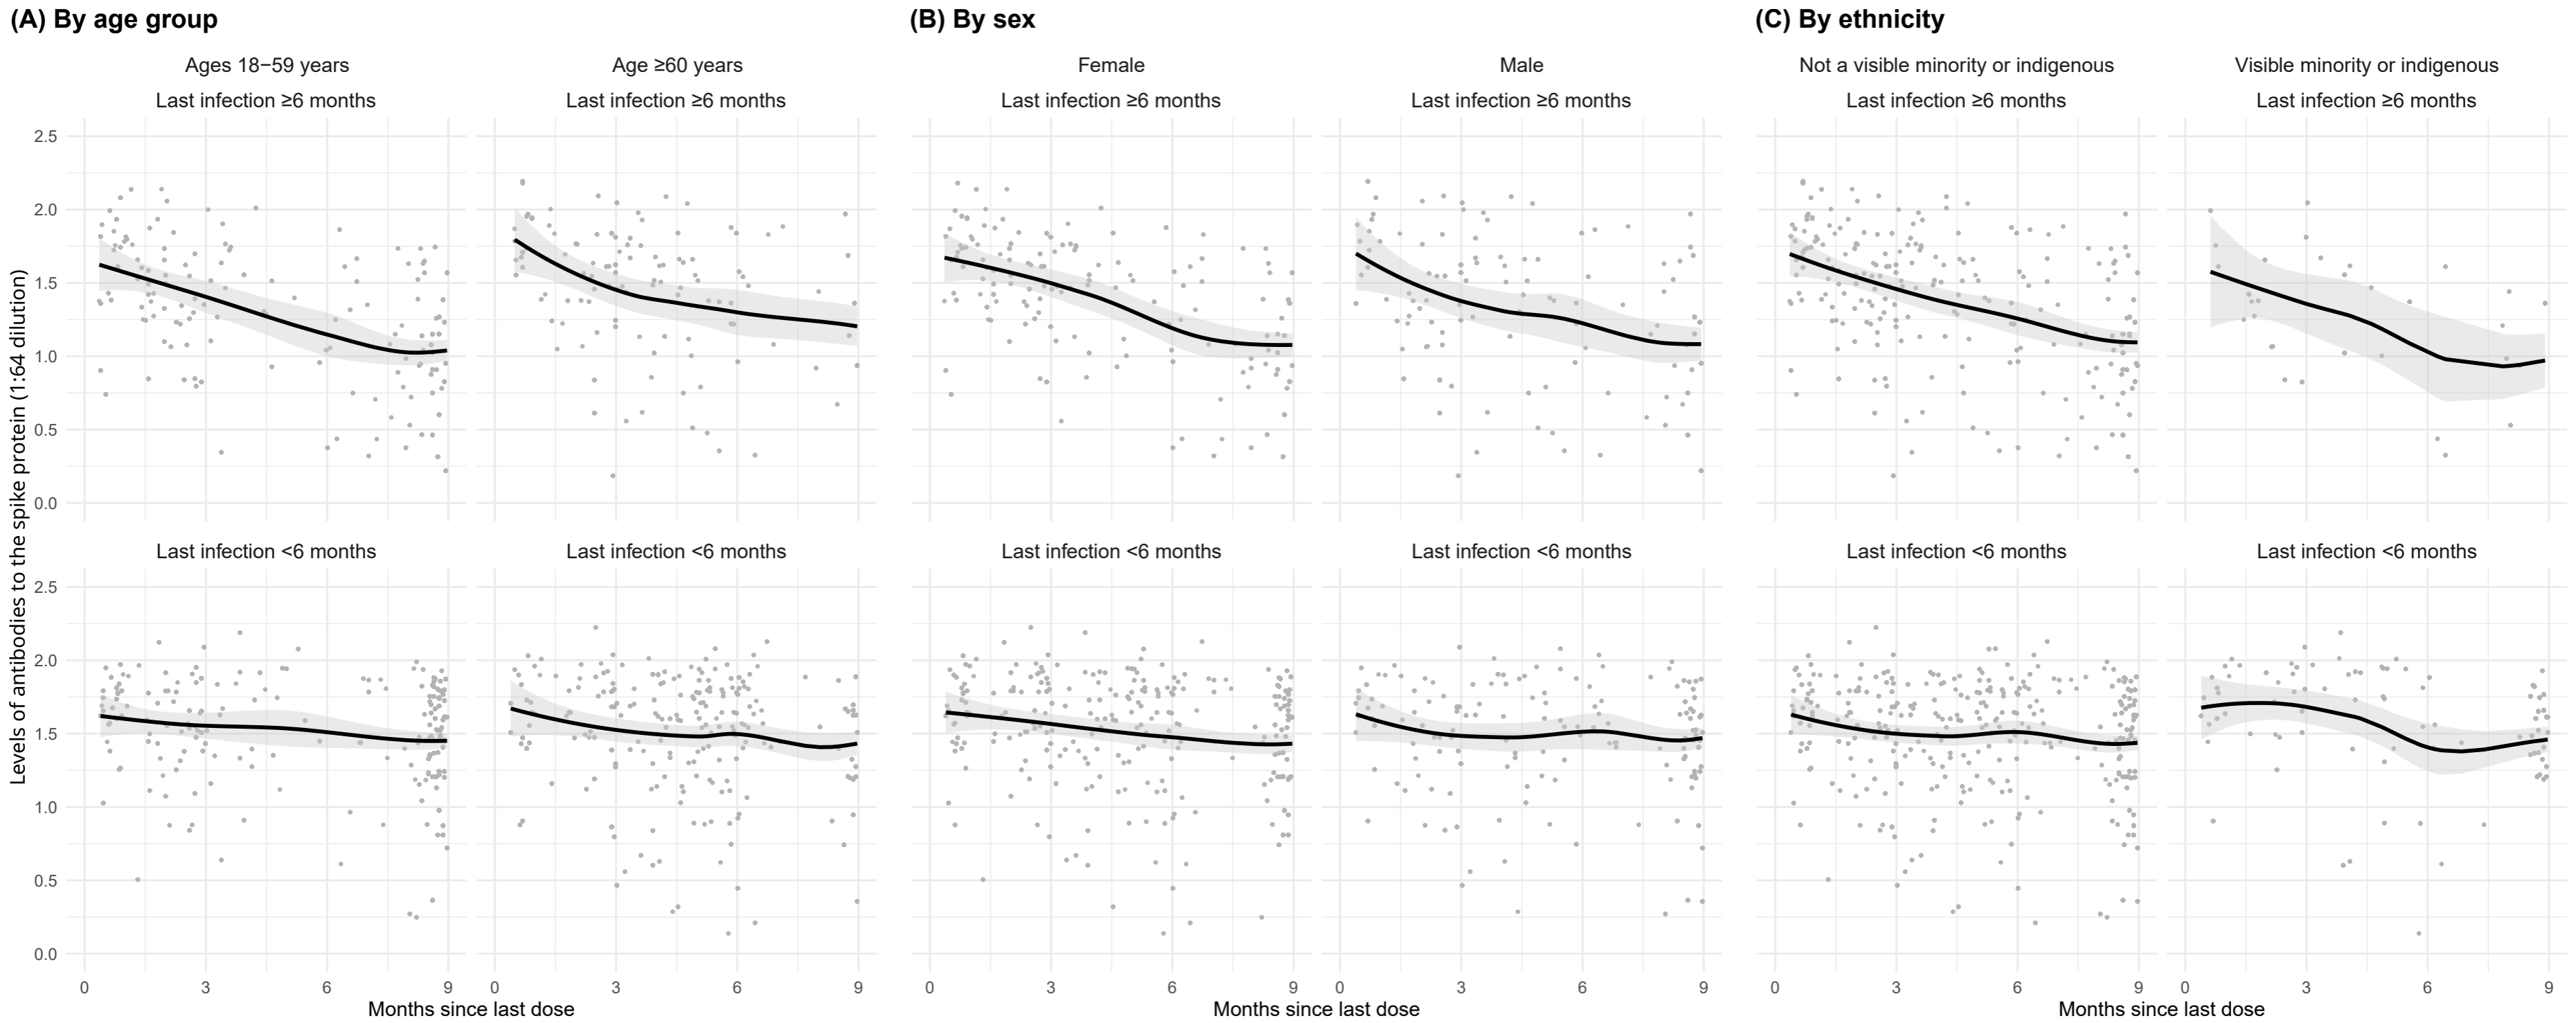 (A) By age group
(B) By sex
(C) By ethnicity
Ages 18−59 years
Age ≥60 years
Female
Male
Not a visible minority or indigenous
Visible minority or indigenous
Last infection ≥6 months
Last infection ≥6 months
Last infection ≥6 months
Last infection ≥6 months
Last infection ≥6 months
Last infection ≥6 months
2.5
2.0
1.5
1.0
0.5
0.0
Levels of antibodies to the spike protein (1:64 dilution)
Last infection <6 months
Last infection <6 months
Last infection <6 months
Last infection <6 months
Last infection <6 months
Last infection <6 months
2.5
2.0
1.5
1.0
0.5
0.0
0 3 6 9 0 3 6 9 0 3 6 9 0 3 6 9 0 3 6 9 0 3 6 9
Months since last dose
Months since last dose
Months since last dose